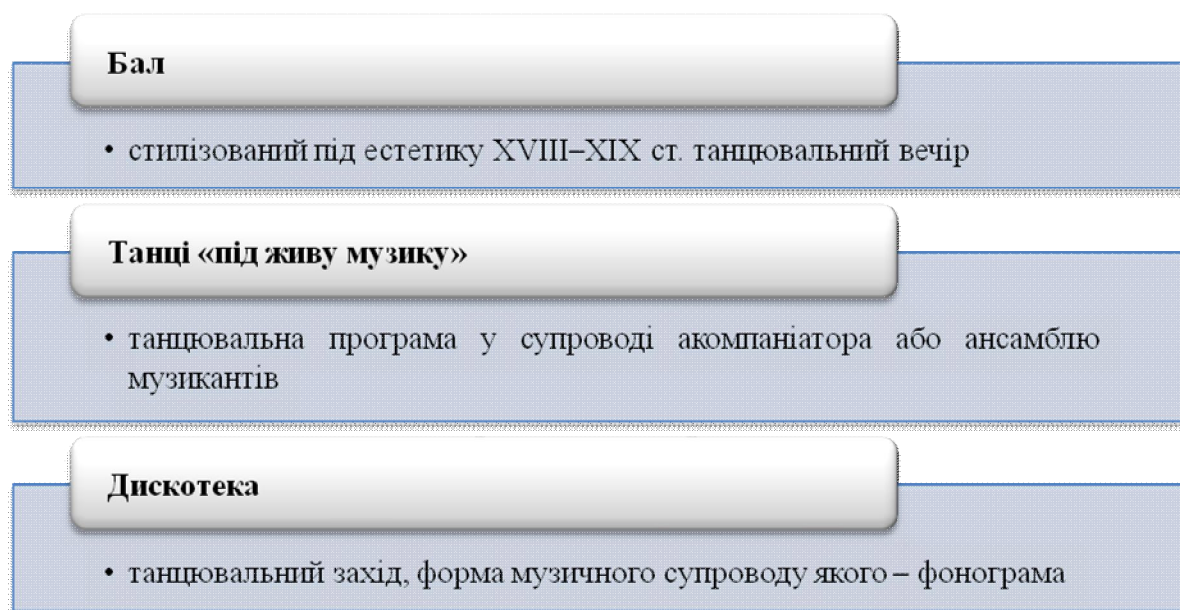 Бал
• стилізований під естетику XVIII–XIX ст. танцювальний вечір
Танці «під живу музику»
• танцювальна програма у супроводі акомпаніатора або ансамблю
музикантів
Дискотека
• танцювальний захід, форма музичного супроводу якого – фонограма